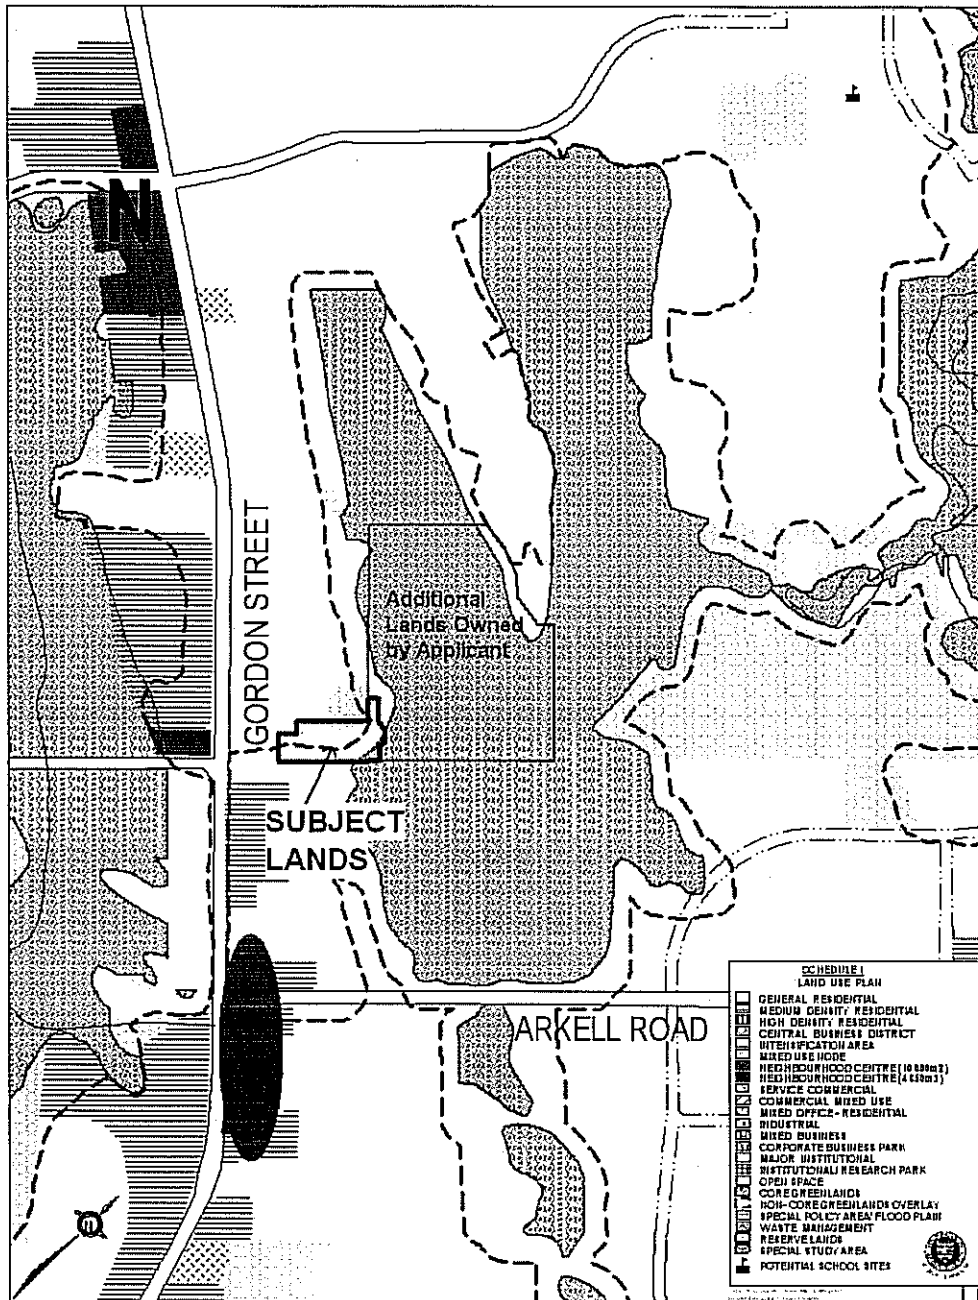 N
GORDON STREET
Additional
Lands Owned
by Applicant
SUBJECT
LANDS
ARKELL ROAD
SCHEDULE 1
LAND USE PLAN
GENERAL RESIDENTIAL
MEDIUM DENSITY RESIDENTIAL
HIGH DENSITY RESIDENTIAL
CENTRAL BUSINESS DISTRICT
INTENSIFICATION AREA
MIXED USE NODE
NEIGHBOURHOOD CENTRE (10 000m2)
NEIGHBOURHOOD CENTRE (4 650m2)
SERVICE COMMERCIAL
COMMERCIAL MIXED USE
MIXED OFFICE - RESIDENTIAL
INDUSTRIAL
MIXED BUSINESS
CORPORATE BUSINESS PARK
MAJOR INSTITUTIONAL
INSTITUTIONAL/RESEARCH PARK
OPEN SPACE
CORE GREENLANDS
NON-CORE GREENLANDS OVERLAY
SPECIAL POLICY AREA/FLOOD PLAIN
WASTE MANAGEMENT
RESERVE LANDS
SPECIAL STUDY AREA
POTENTIAL SCHOOL SITES